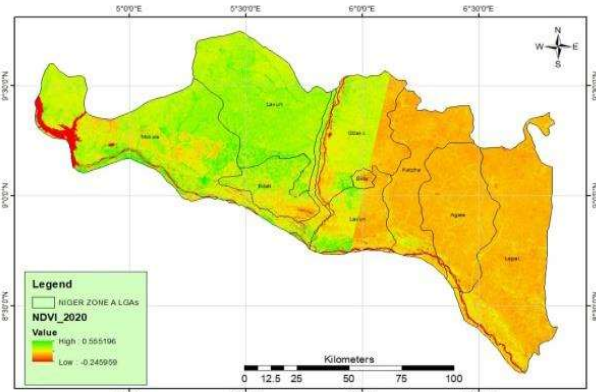 5°0'0"E 5°30'0"E 6°0'0"E 6°30'0"E
N
W E
S
9°30'0"N
9°0'0"N
8°30'0"N
Lavun
Mokwa
Gbako
Bida
Edati
Katcha
Agaie
Lapai
Lavun
Legend
NIGER ZONE A LGAs
NDVI_2020
Value
High : 0.555196
Low : -0.245959
Kilometers
0 12.5 25 50 75 100